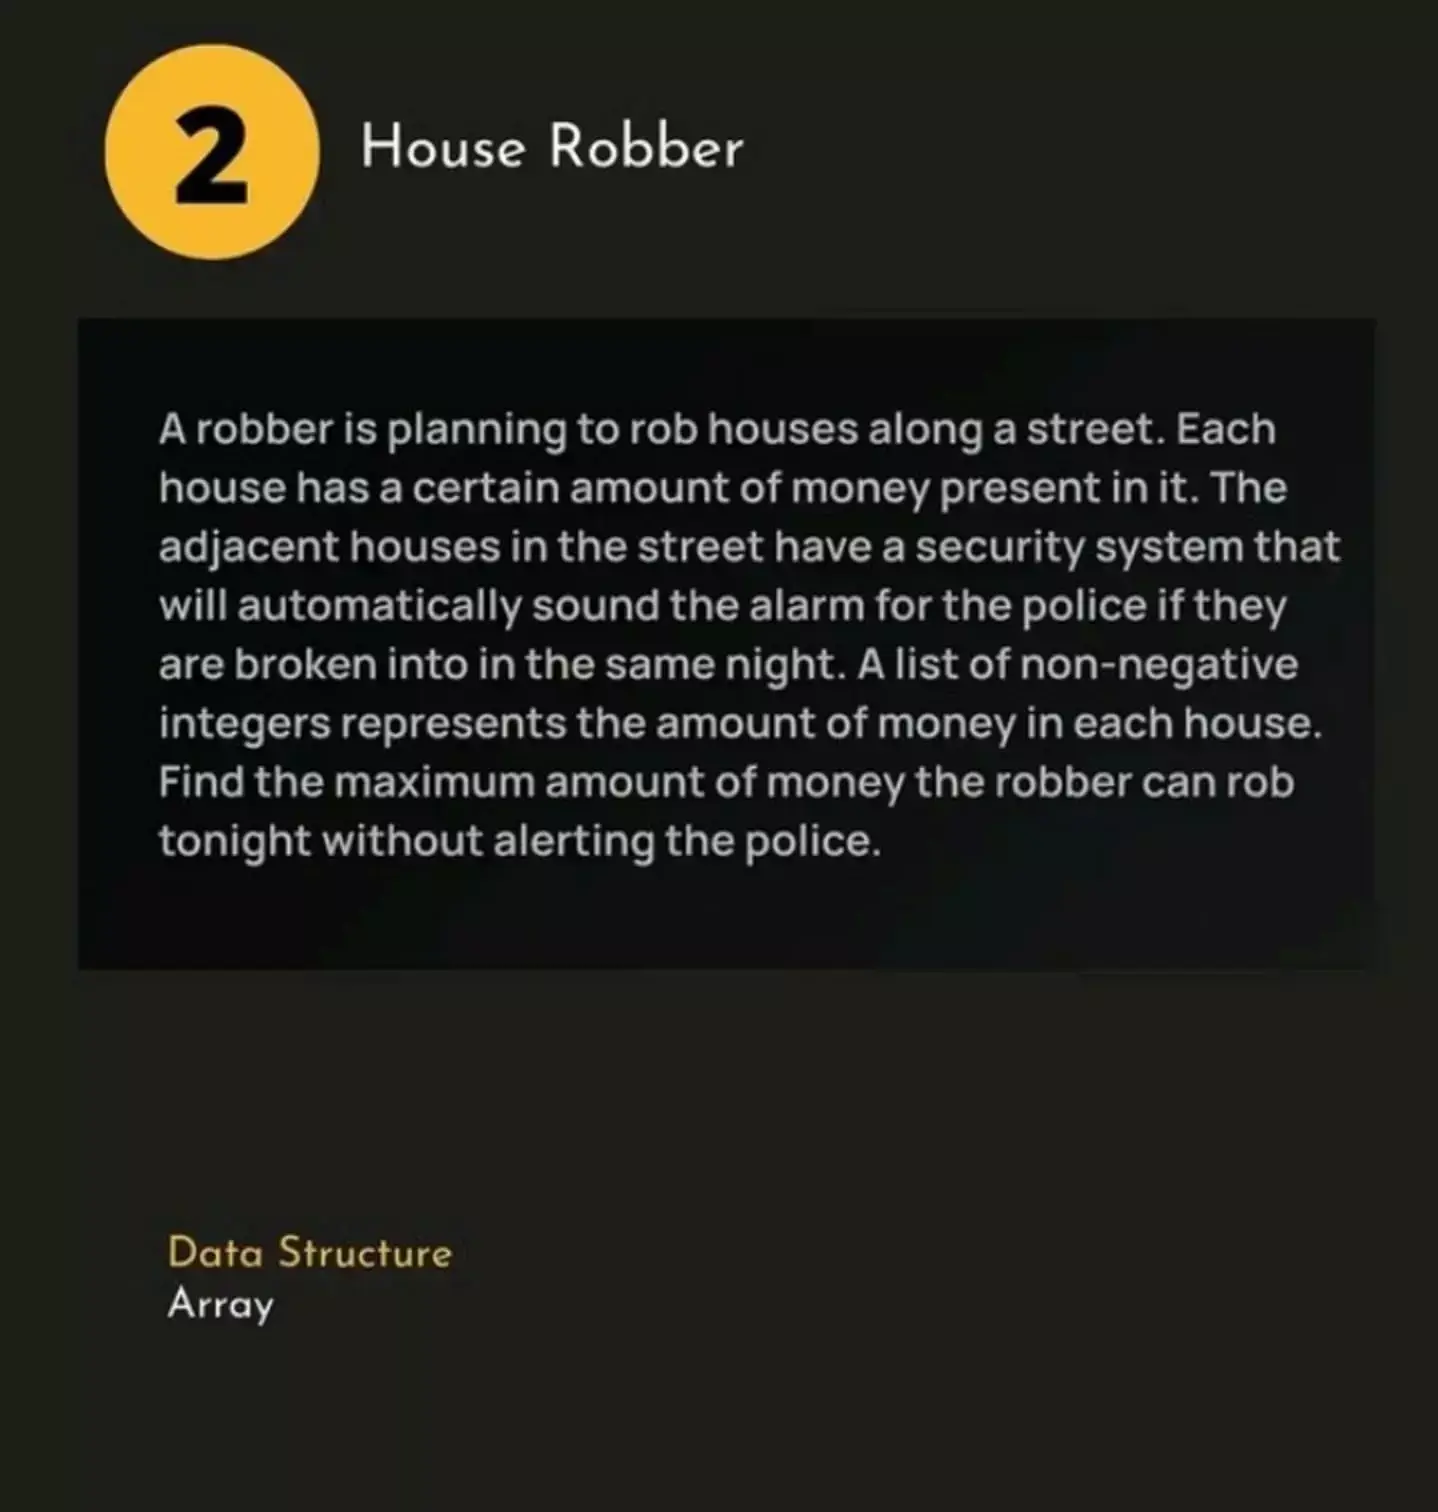 2
House Robber
A robber is planning to rob houses along a street. Each
house has a certain amount of money present in it. The
adjacent houses in the street have a security system that
will automatically sound the alarm for the police if they
are broken into in the same night. A list of non-negative
integers represents the amount of money in each house.
Find the maximum amount of money the robber can rob
tonight without alerting the police.
Data Structure
Array